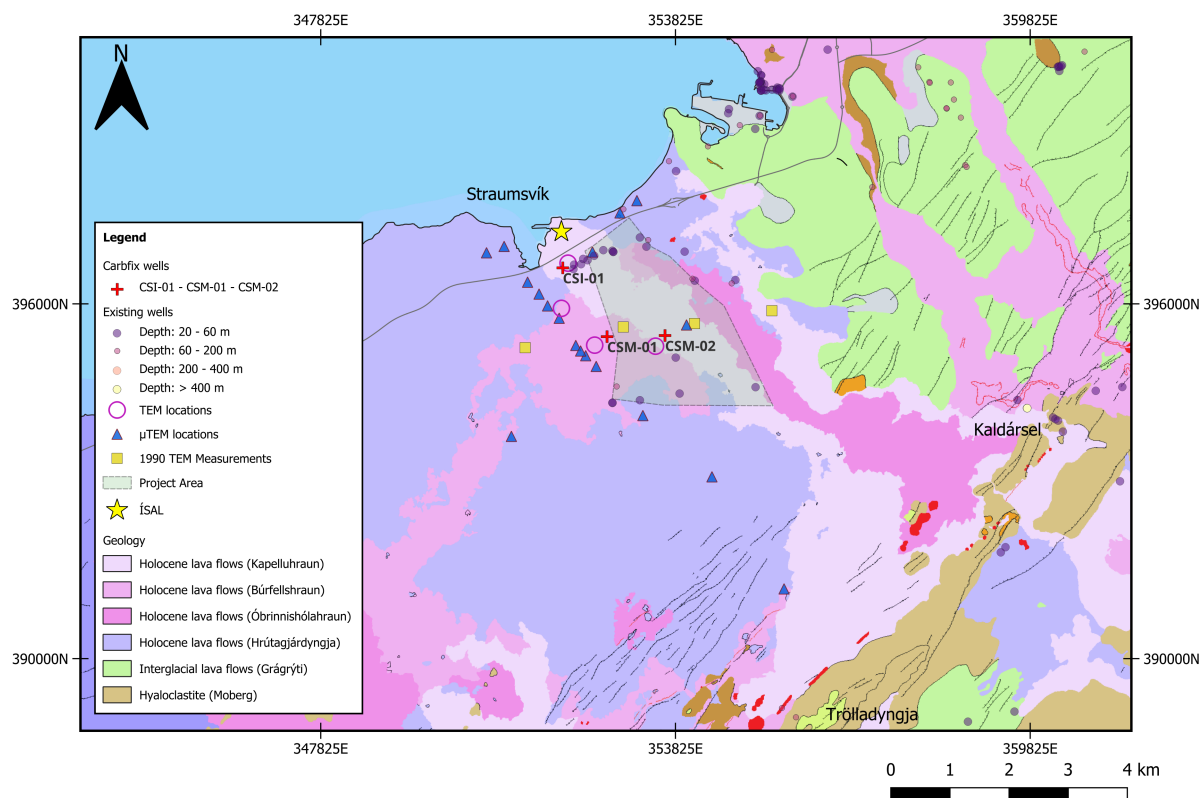 347825E
353825E
359825E
N
Straumsvík
396000N
396000N
Legend
Carbfix wells
CSI-01 - CSM-01 - CSM-02
Existing wells
Depth: 20 - 60 m
Depth: 60 - 200 m
Depth: 200 - 400 m
Depth: > 400 m
TEM locations
µTEM locations
1990 TEM Measurements
Project Area
ÍSAL
Geology
Holocene lava flows (Kapelluhraun)
Holocene lava flows (Búrfellshraun)
Holocene lava flows (Óbrinnishólahraun)
Holocene lava flows (Hrútagjárdyngja)
Interglacial lava flows (Grágrýti)
Hyaloclastite (Moberg)
CSI-01
CSM-01
CSM-02
Kaldársel
390000N
390000N
Trölladyngja
347825E
353825E
359825E
0 1 2 3 4 km